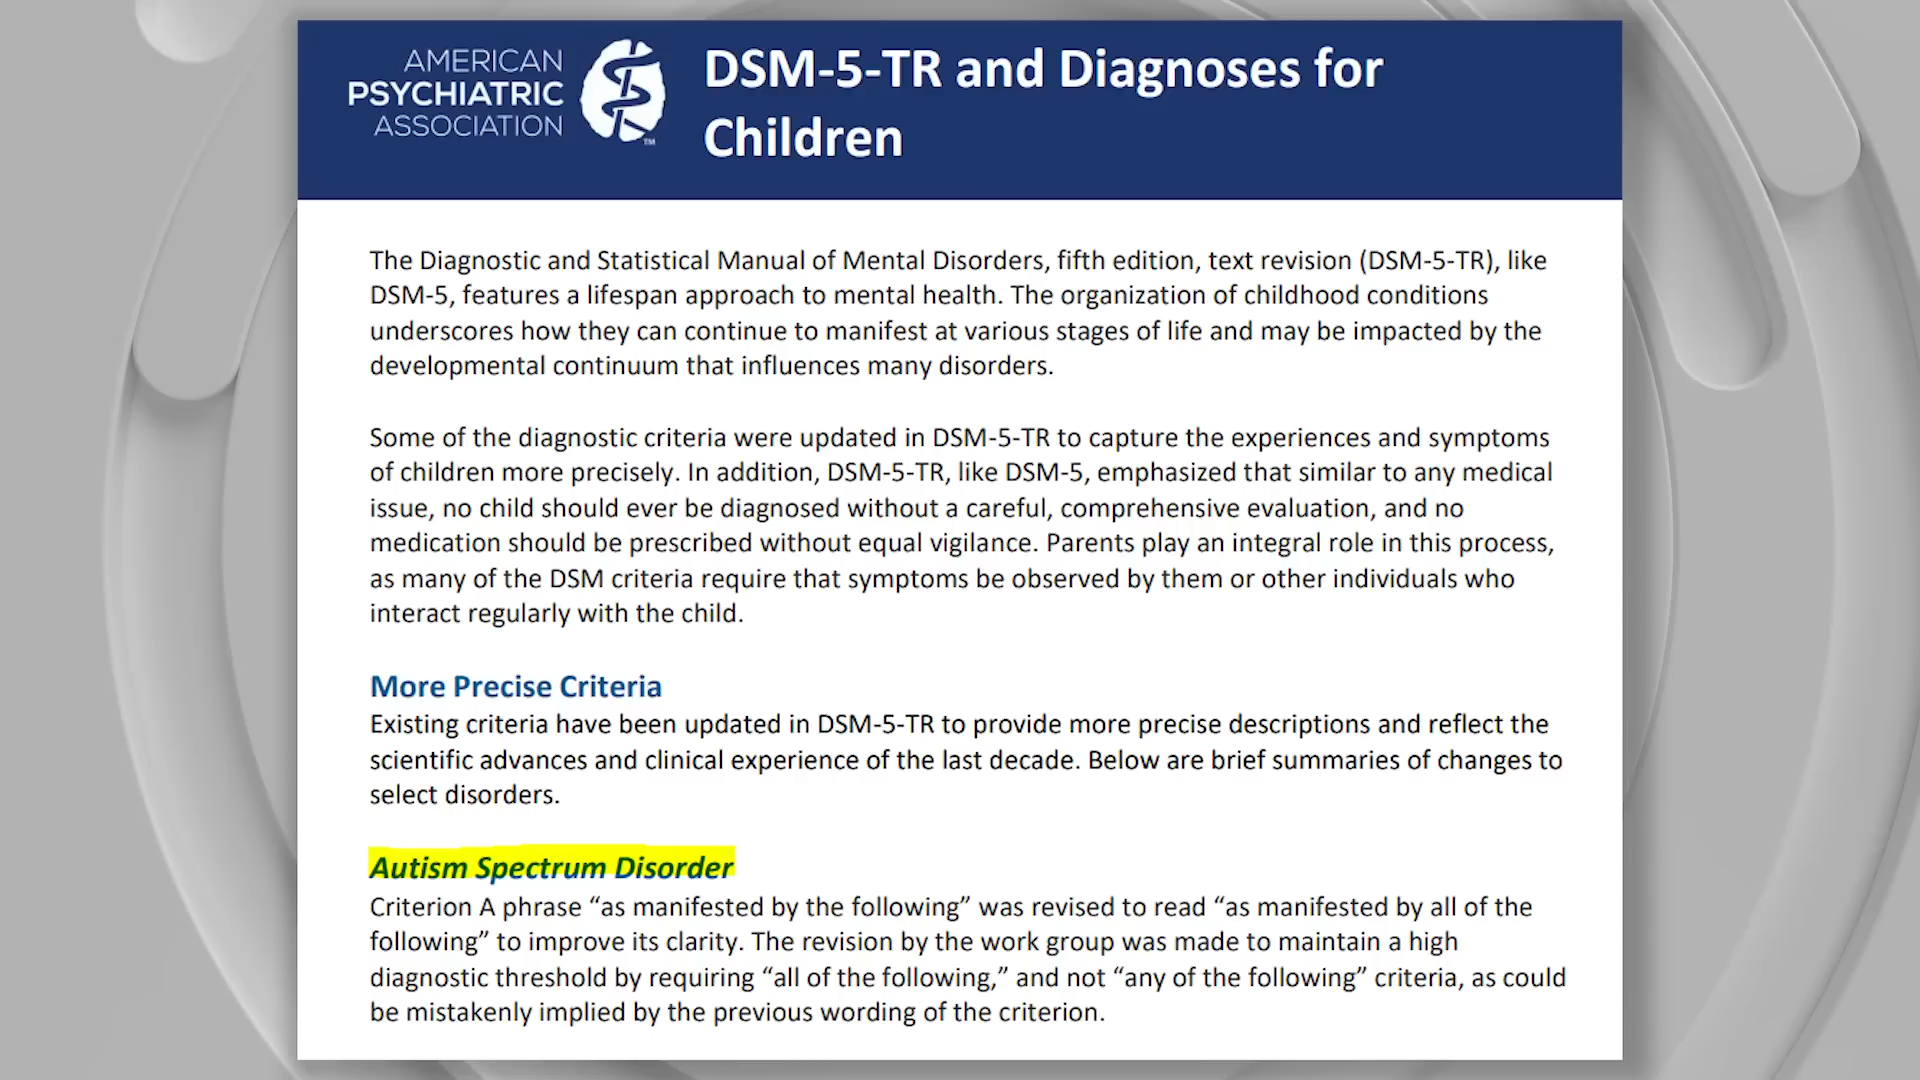 AMERICAN
PSYCHIATRIC
ASSOCIATION
TM
DSM-5-TR and Diagnoses for
Children
The Diagnostic and Statistical Manual of Mental Disorders, fifth edition, text revision (DSM-5-TR), like
DSM-5, features a lifespan approach to mental health. The organization of childhood conditions
underscores how they can continue to manifest at various stages of life and may be impacted by the
developmental continuum that influences many disorders.
Some of the diagnostic criteria were updated in DSM-5-TR to capture the experiences and symptoms
of children more precisely. In addition, DSM-5-TR, like DSM-5, emphasized that similar to any medical
issue, no child should ever be diagnosed without a careful, comprehensive evaluation, and no
medication should be prescribed without equal vigilance. Parents play an integral role in this process,
as many of the DSM criteria require that symptoms be observed by them or other individuals who
interact regularly with the child.
More Precise Criteria
Existing criteria have been updated in DSM-5-TR to provide more precise descriptions and reflect the
scientific advances and clinical experience of the last decade. Below are brief summaries of changes to
select disorders.
Autism Spectrum Disorder
Criterion A phrase “as manifested by the following” was revised to read “as manifested by all of the
following” to improve its clarity. The revision by the work group was made to maintain a high
diagnostic threshold by requiring “all of the following,” and not “any of the following” criteria, as could
be mistakenly implied by the previous wording of the criterion.